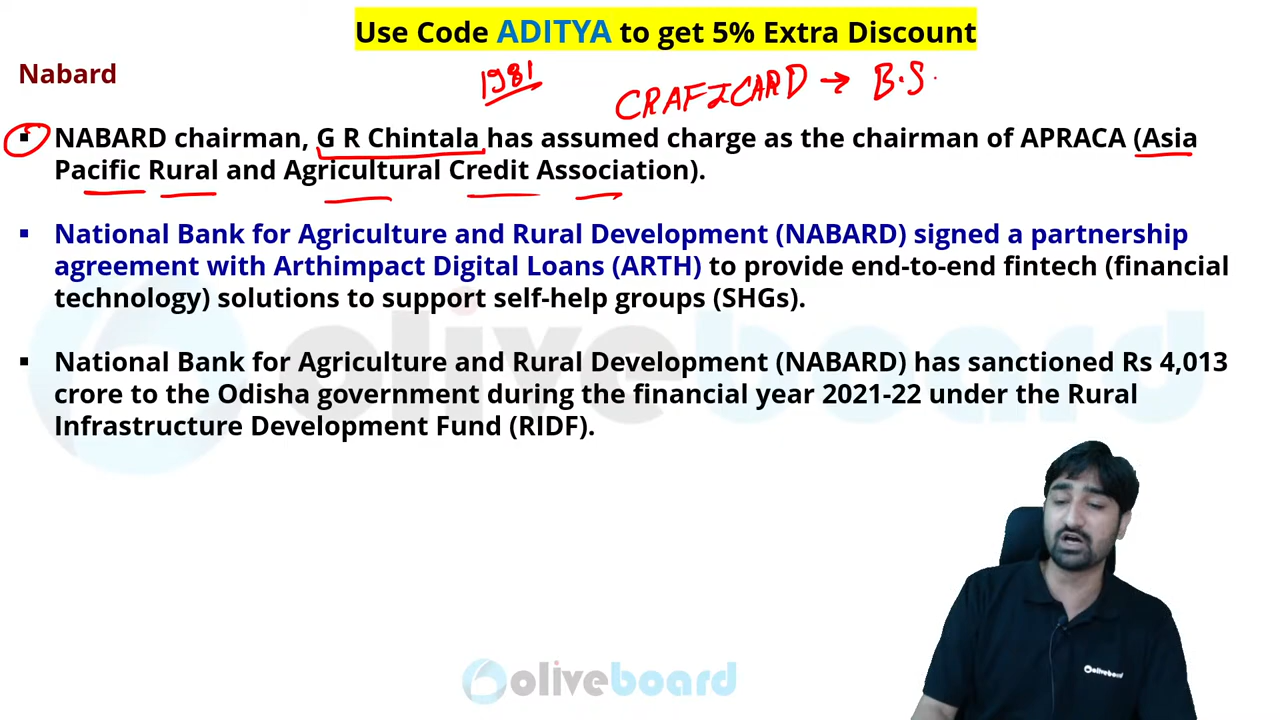 Use Code ADITYA to get 5% Extra Discount
Nabard
1981
CRAFICARD → B.S.
▪ NABARD chairman, G R Chintala has assumed charge as the chairman of APRACA (Asia
Pacific Rural and Agricultural Credit Association).
▪ National Bank for Agriculture and Rural Development (NABARD) signed a partnership
agreement with Arthimpact Digital Loans (ARTH) to provide end-to-end fintech (financial
technology) solutions to support self-help groups (SHGs).
▪ National Bank for Agriculture and Rural Development (NABARD) has sanctioned Rs 4,013
crore to the Odisha government during the financial year 2021-22 under the Rural
Infrastructure Development Fund (RIDF).
oliveboard
oliveboard
oliveboard